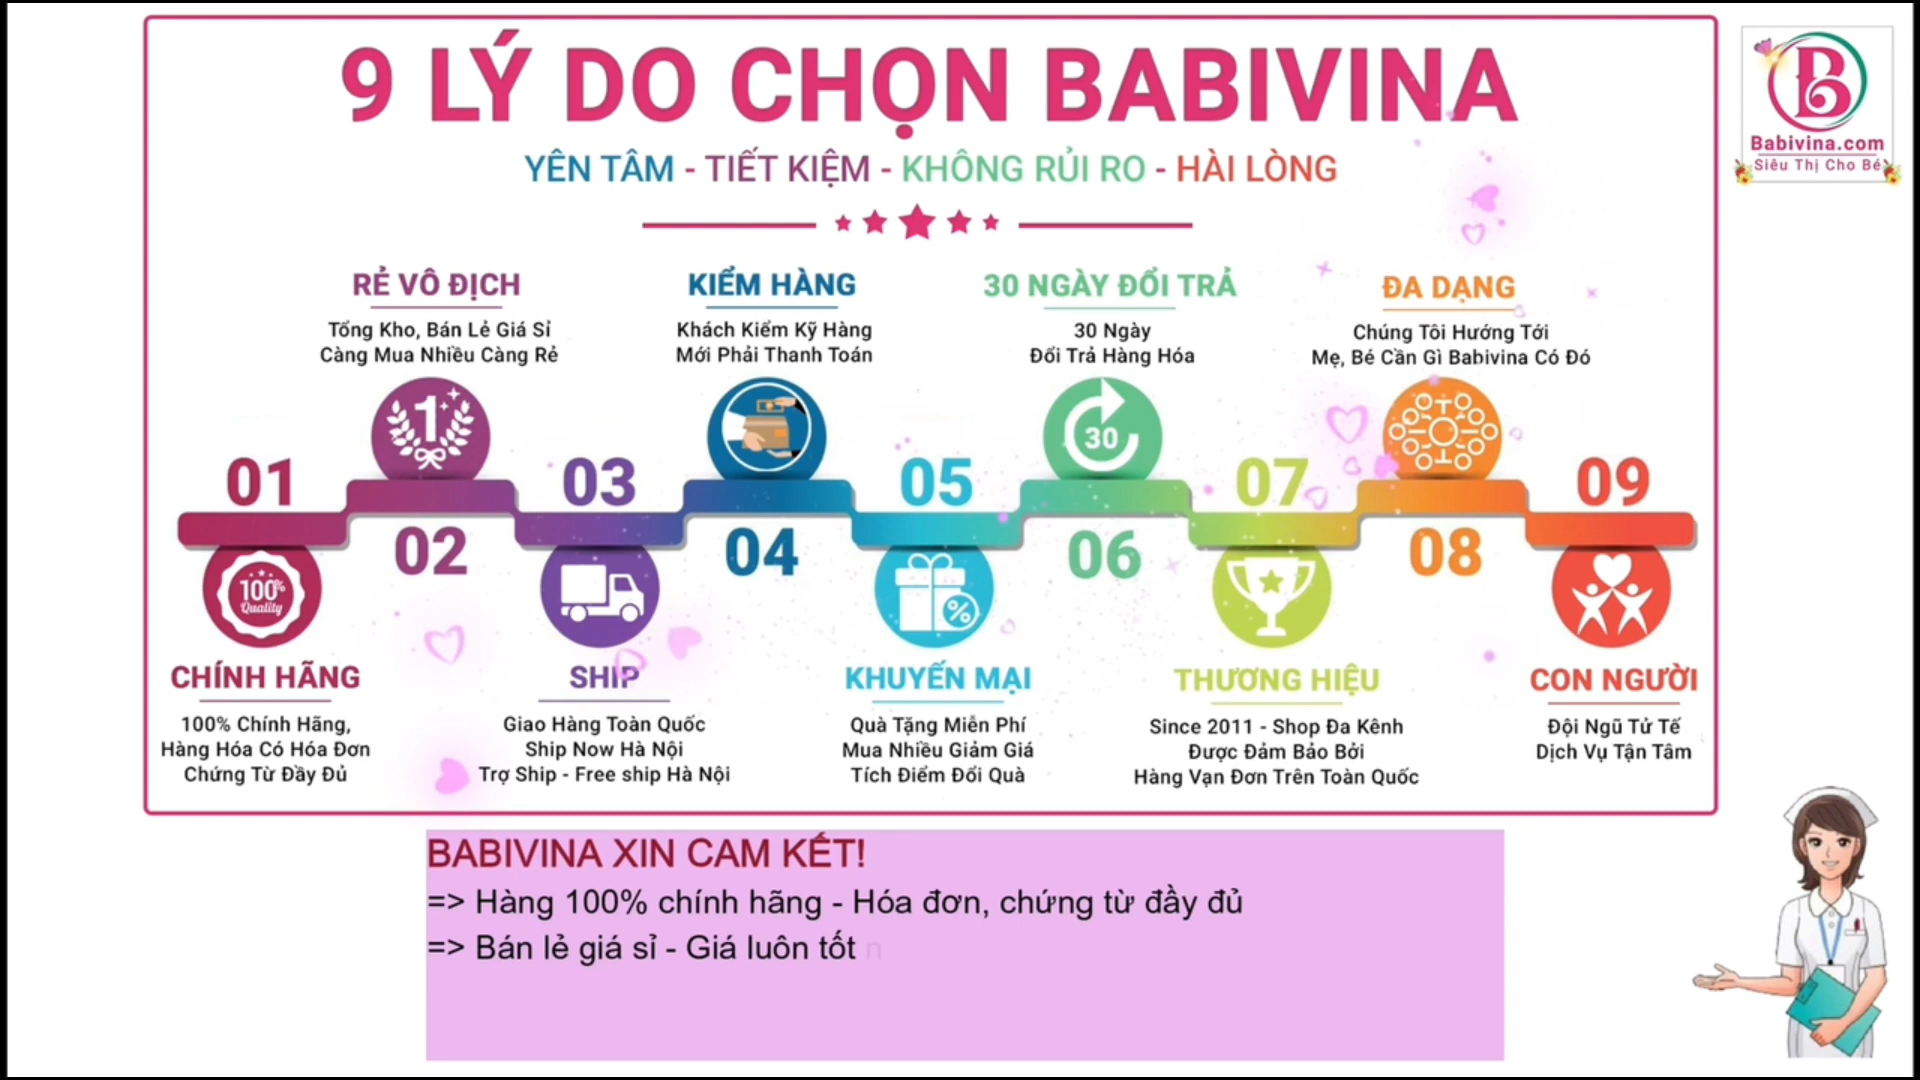 9 LÝ DO CHỌN BABIVINA
YÊN TÂM - TIẾT KIỆM - KHÔNG RỦI RO - HÀI LÒNG
B
Babivina.com
Siêu Thị Cho Bé
RẺ VÔ ĐỊCH
Tổng Kho, Bán Lẻ Giá Sỉ
Càng Mua Nhiều Càng Rẻ
KIỂM HÀNG
Khách Kiểm Kỹ Hàng
Mới Phải Thanh Toán
30 NGÀY ĐỔI TRẢ
30 Ngày
Đổi Trả Hàng Hóa
ĐA DẠNG
Chúng Tôi Hướng Tới
Mẹ, Bé Cần Gì Babivina Có Đó
1
30
01
03
05
07
09
02
04
06
08
100%
Quality
%
CHÍNH HÃNG
100% Chính Hãng,
Hàng Hóa Có Hóa Đơn
Chứng Từ Đầy Đủ
SHIP
Giao Hàng Toàn Quốc
Ship Now Hà Nội
Trợ Ship - Free ship Hà Nội
KHUYẾN MẠI
Quà Tặng Miễn Phí
Mua Nhiều Giảm Giá
Tích Điểm Đổi Quà
THƯƠNG HIỆU
Since 2011 - Shop Đa Kênh
Được Đảm Bảo Bởi
Hàng Vạn Đơn Trên Toàn Quốc
CON NGƯỜI
Đội Ngũ Tử Tế
Dịch Vụ Tận Tâm
BABIVINA XIN CAM KẾT!
=> Hàng 100% chính hãng - Hóa đơn, chứng từ đầy đủ
=> Bán lẻ giá sỉ - Giá luôn tốt n